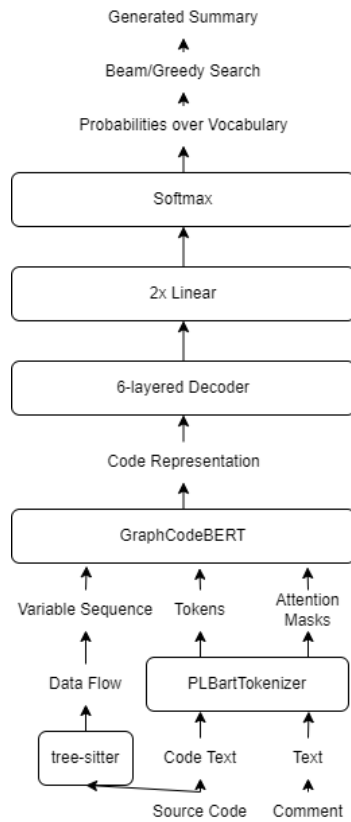 Generated Summary
Beam/Greedy Search
Probabilities over Vocabulary
Softmax
2x Linear
6-layered Decoder
Code Representation
GraphCodeBERT
Variable Sequence
Tokens
Attention
Masks
Data Flow
PLBartTokenizer
tree-sitter
Code Text
Text
Source Code
Comment